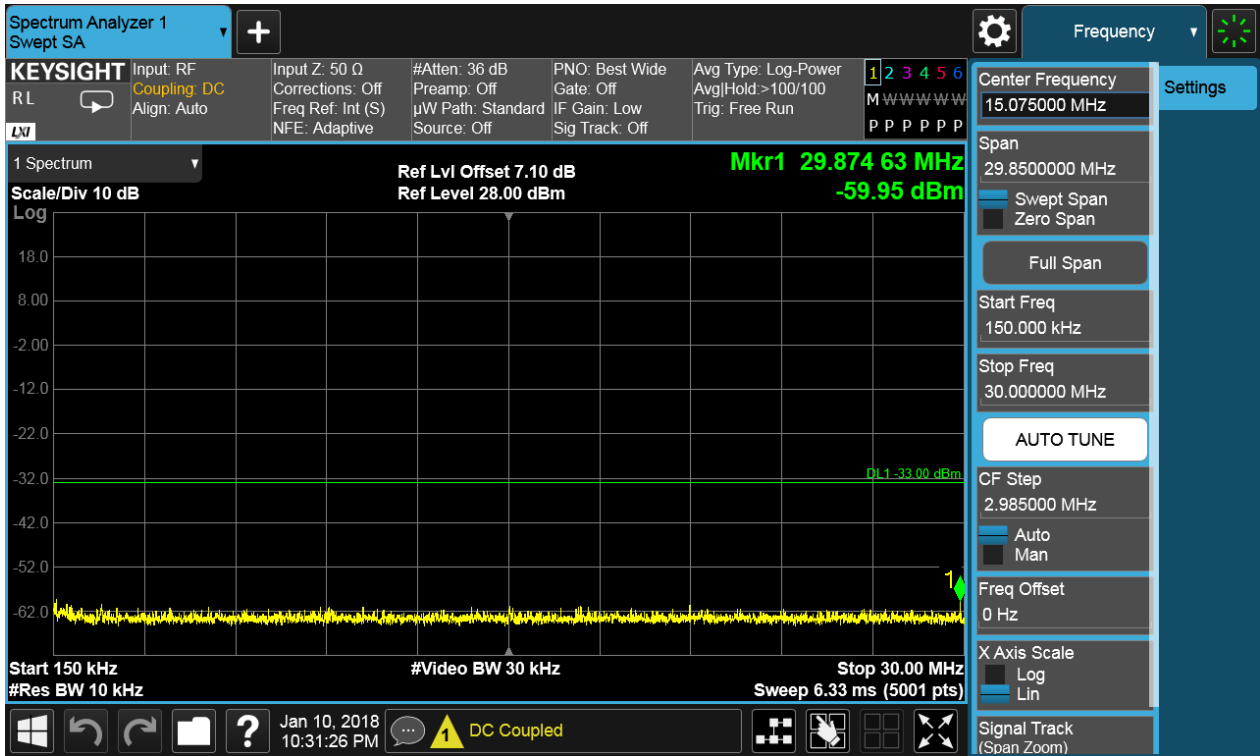 Spectrum Analyzer 1
Swept SA
+
Frequency
KEYSIGHT
R L
LXI
Input: RF
Coupling: DC
Align: Auto
Input Z: 50 Ω
Corrections: Off
Freq Ref: Int (S)
NFE: Adaptive
#Atten: 36 dB
Preamp: Off
µW Path: Standard
Source: Off
PNO: Best Wide
Gate: Off
IF Gain: Low
Sig Track: Off
Avg Type: Log-Power
Avg|Hold:>100/100
Trig: Free Run
1 2 3 4 5 6
M W W W W W
P P P P P P
1 Spectrum
Scale/Div 10 dB
Log
Ref Lvl Offset 7.10 dB
Ref Level 28.00 dBm
Mkr1 29.874 63 MHz
-59.95 dBm
18.0
8.00
-2.00
-12.0
-22.0
-32.0
-42.0
-52.0
-62.0
DL1 -33.00 dBm
1
Start 150 kHz
#Res BW 10 kHz
#Video BW 30 kHz
Stop 30.00 MHz
Sweep 6.33 ms (5001 pts)
Center Frequency
15.075000 MHz
Span
29.8500000 MHz
Swept Span
Zero Span
Full Span
Start Freq
150.000 kHz
Stop Freq
30.000000 MHz
AUTO TUNE
CF Step
2.985000 MHz
Auto
Man
Freq Offset
0 Hz
X Axis Scale
Log
Lin
Signal Track
(Span Zoom)
Settings
?
Jan 10, 2018
10:31:26 PM
1
DC Coupled